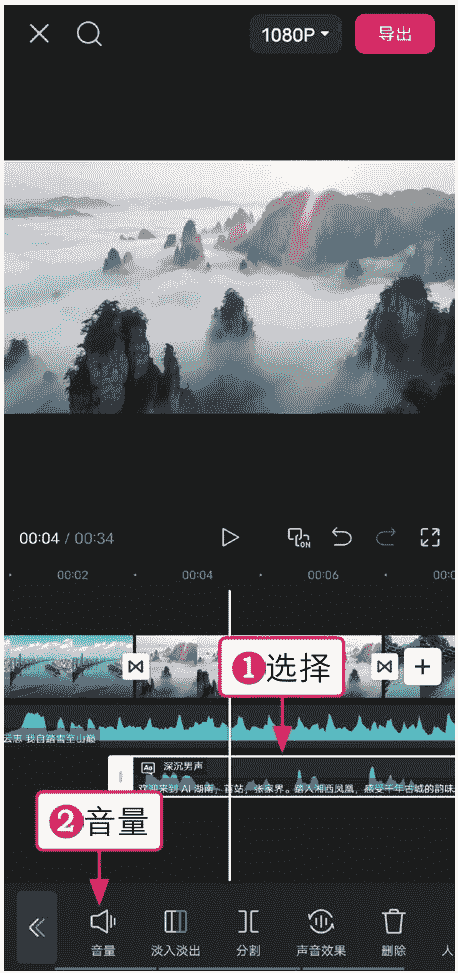 1080P
导出
00:04 / 00:34
ON
00:02
00:04
00:06
1选择
云志 我自踏雪至山巅
深沉男声
欢迎来到 AI 湖南，首站，张家界。踏入湘西凤凰，感受千年古城的韵味
2音量
音量
淡入淡出
分割
声音效果
删除